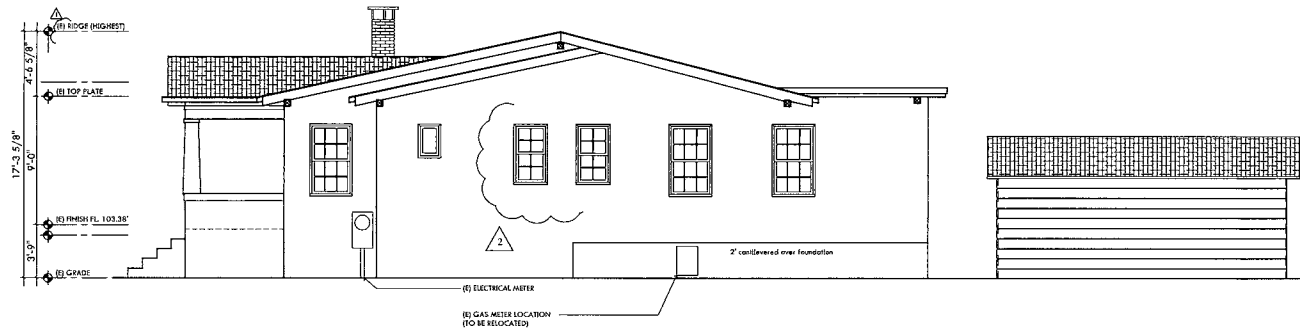 1
(E) RIDGE (HIGHEST)
4'-6 5/8"
(E) TOP PLATE
17'-3 5/8"
9'-0"
(E) FINISH FL. 103.38'
3'-9"
(E) GRADE
2
2' cantilevered over foundation
(E) ELECTRICAL METER
(E) GAS METER LOCATION
(TO BE RELOCATED)